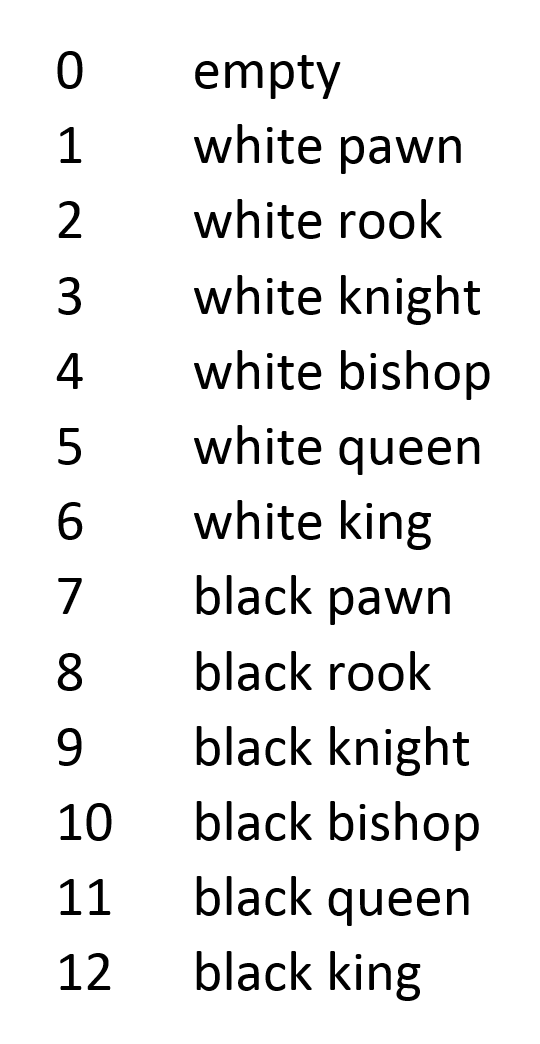 0 empty
1 white pawn
2 white rook
3 white knight
4 white bishop
5 white queen
6 white king
7 black pawn
8 black rook
9 black knight
10 black bishop
11 black queen
12 black king